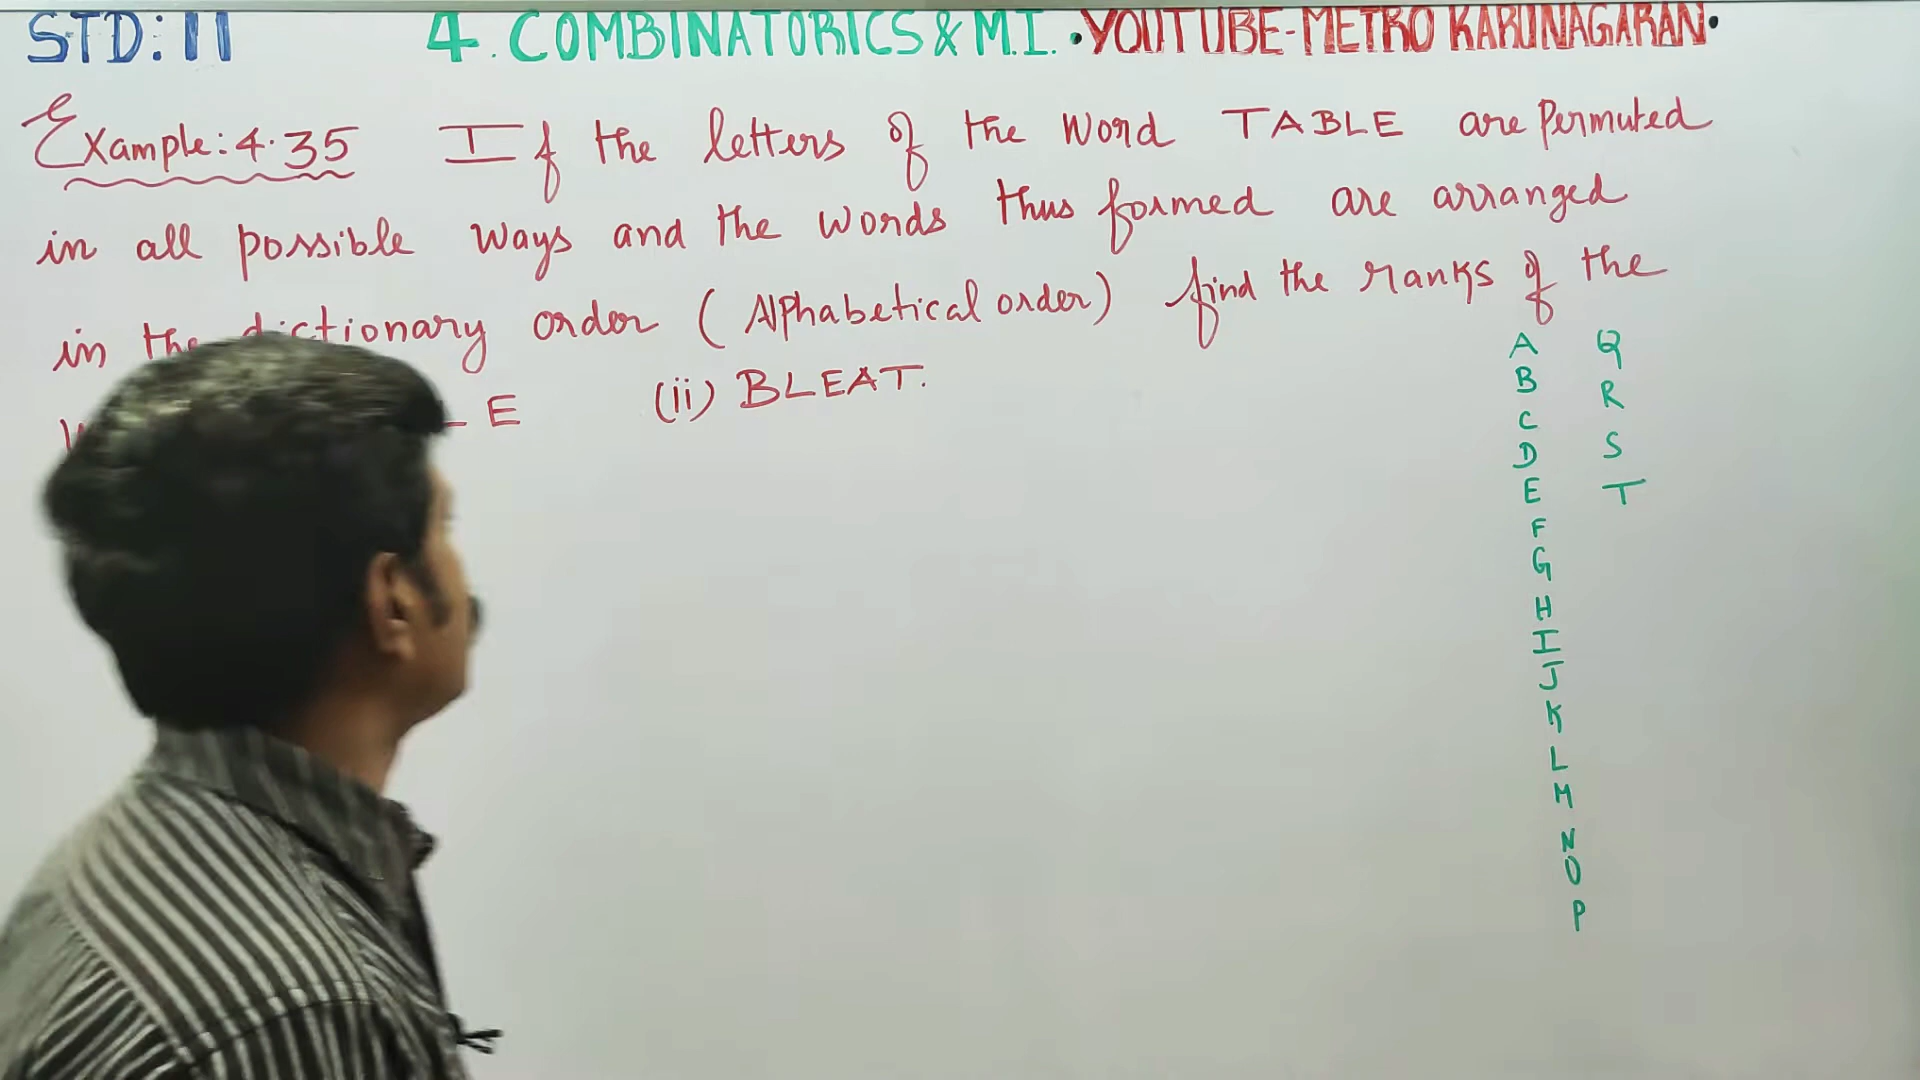 STD: 11 4. COMBINATORICS & M.I. • YOUTUBE-METRO KARUNAGARAN •
Example: 4.35 If the letters of the word TABLE are Permuted
in all possible ways and the words thus formed are arranged
in the dictionary order (Alphabetical order) find the ranks of the
E (ii) BLEAT.
A Q
B R
C S
D T
E
F
G
H
I
J
K
L
M
N
O
P